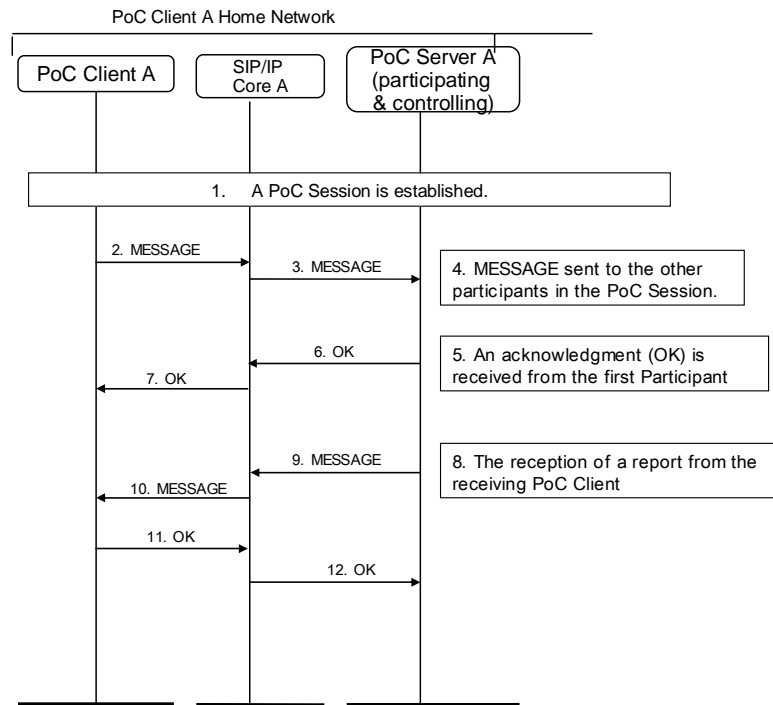 PoC Client A Home Network
PoC Client A
SIP/IP
Core A
PoC Server A
(participating
& controlling)
1. A PoC Session is established.
2. MESSAGE
3. MESSAGE
4. MESSAGE sent to the other
participants in the PoC Session.
5. An acknowledgment (OK) is
received from the first Participant
6. OK
7. OK
8. The reception of a report from the
receiving PoC Client
9. MESSAGE
10. MESSAGE
11. OK
12. OK